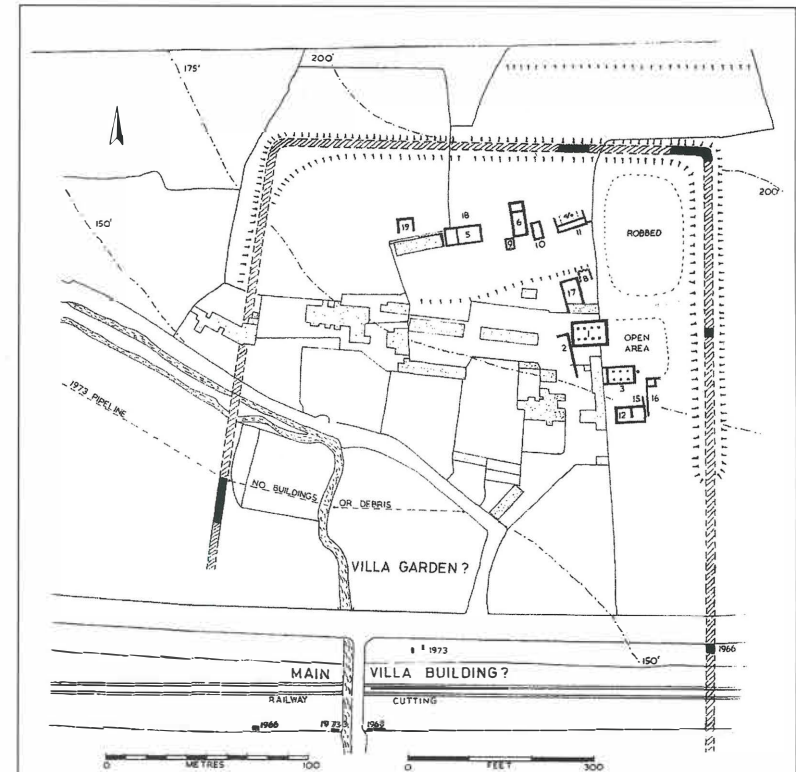 200'
175'
200'
150'
ROBBED
19
18
5
6
9
10
11
17
8
1
2
OPEN
AREA
3
15
16
12
1973 PIPELINE
NO BUILDINGS OR DEBRIS
VILLA GARDEN?
1973
150'
1966
MAIN VILLA BUILDING?
RAILWAY CUTTING
1966
1973
0 METRES 100
0 FEET 300